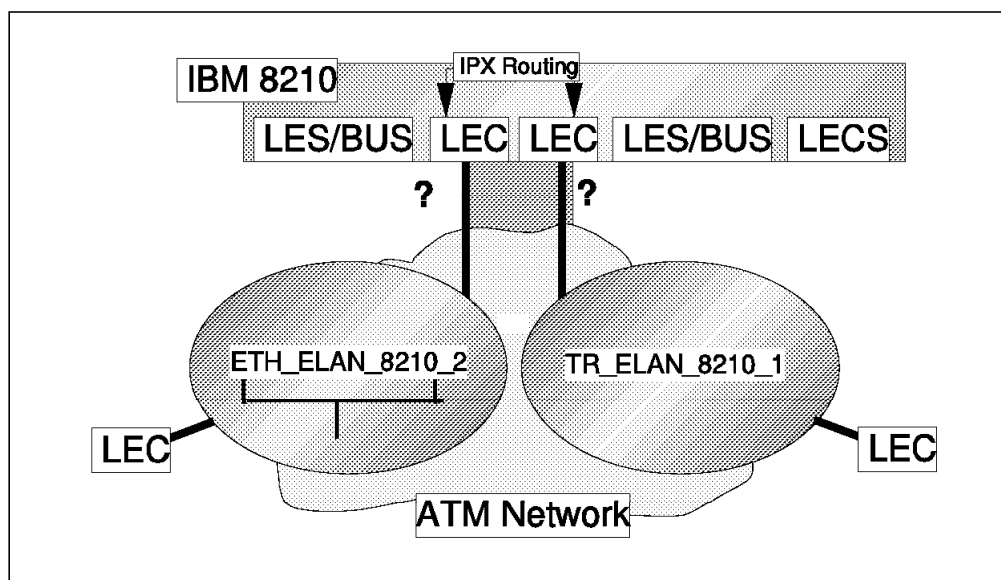 IPX Routing
IBM 8210
LES/BUS LEC LEC LES/BUS LECS
? ?
ETH_ELAN_8210_2 TR_ELAN_8210_1
LEC LEC
ATM Network